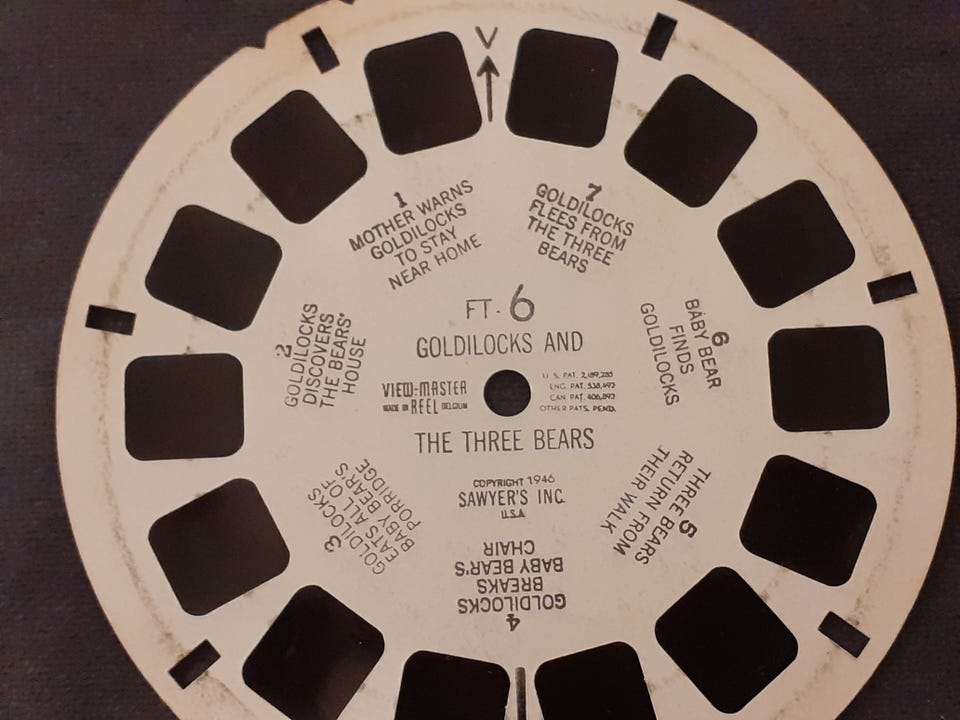 V
1
MOTHER WARNS
GOLDILOCKS
TO STAY
NEAR HOME
7
GOLDILOCKS
FLEES FROM
THE THREE
BEARS
2
GOLDILOCKS
DISCOVERS
THE BEARS'
HOUSE
6
BABY BEAR
FINDS
GOLDILOCKS
FT-6
GOLDILOCKS AND
VIEW-MASTER
MADE IN REEL BELGIUM
U.S. PAT. 2,189,285
ENG. PAT. 538,492
CAN PAT. 406,893
OTHER PATS. PEND.
THE THREE BEARS
COPYRIGHT 1946
SAWYER'S INC.
U.S.A
3
GOLDILOCKS
EATS ALL OF
BABY BEAR'S
PORRIDGE
5
THREE BEARS
RETURN FROM
THEIR WALK
4
GOLDILOCKS
BREAKS
BABY BEAR'S
CHAIR